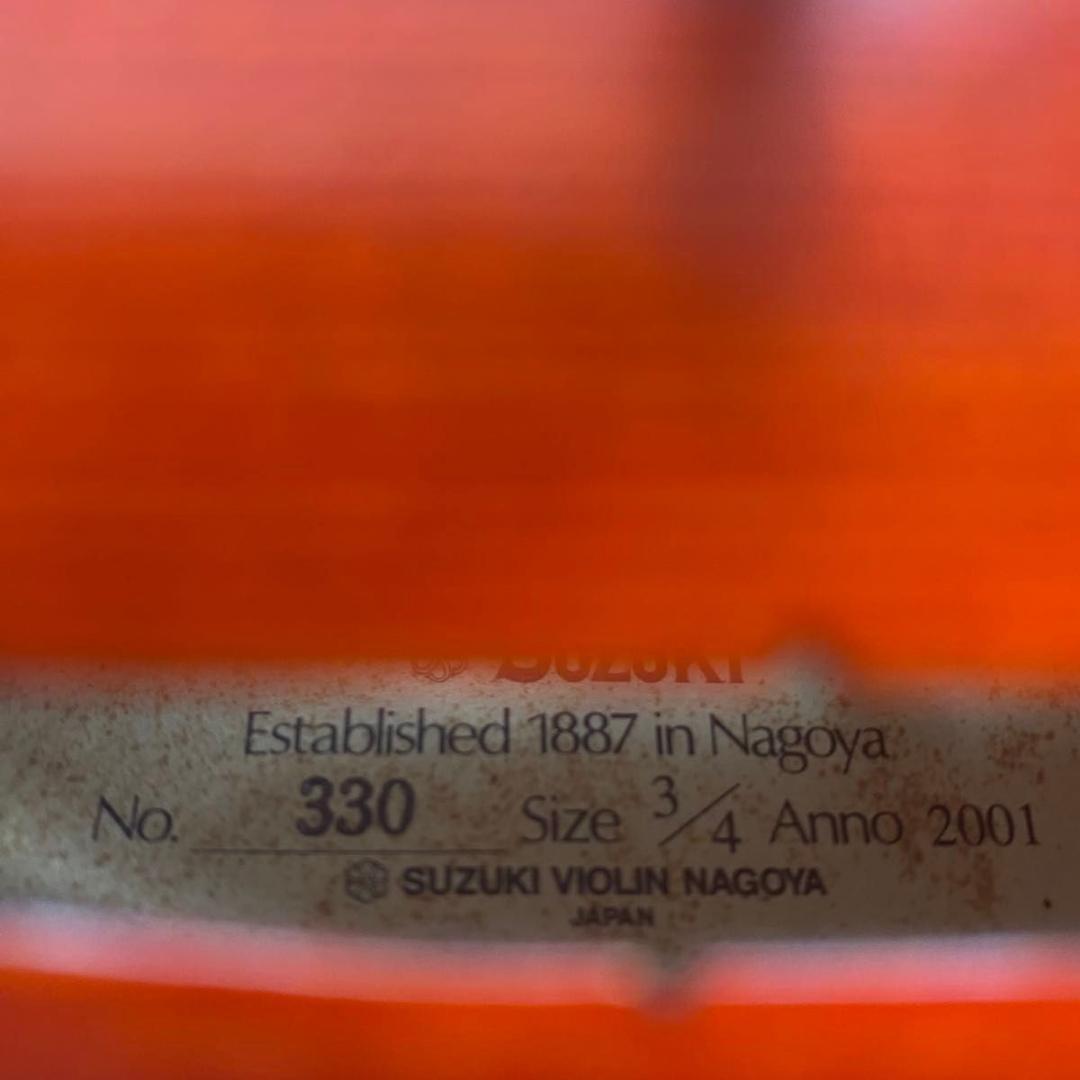 SUZUKI
Established 1887 in Nagoya
No. 330 Size 3/4 Anno 2001
SUZUKI VIOLIN NAGOYA
JAPAN